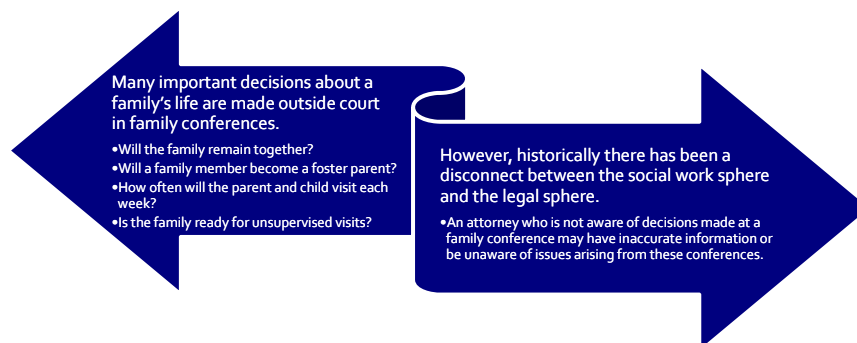 Many important decisions about a
family's life are made outside court
in family conferences.
•Will the family remain together?
•Will a family member become a foster parent?
•How often will the parent and child visit each
week?
•Is the family ready for unsupervised visits?
However, historically there has been a
disconnect between the social work sphere
and the legal sphere.
•An attorney who is not aware of decisions made at a
family conference may have inaccurate information or
be unaware of issues arising from these conferences.